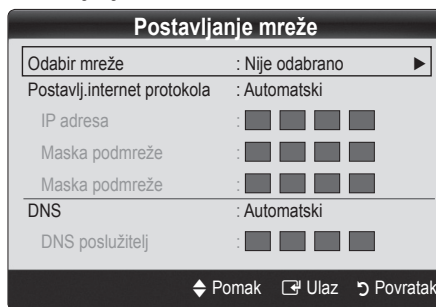 Postavljanje mreže
Odabir mreže : Nije odabrano ▶
Postavlj.internet protokola : Automatski
IP adresa :
Maska podmreže :
Maska podmreže :
DNS : Automatski
DNS poslužitelj :
Pomak Ulaz Povratak